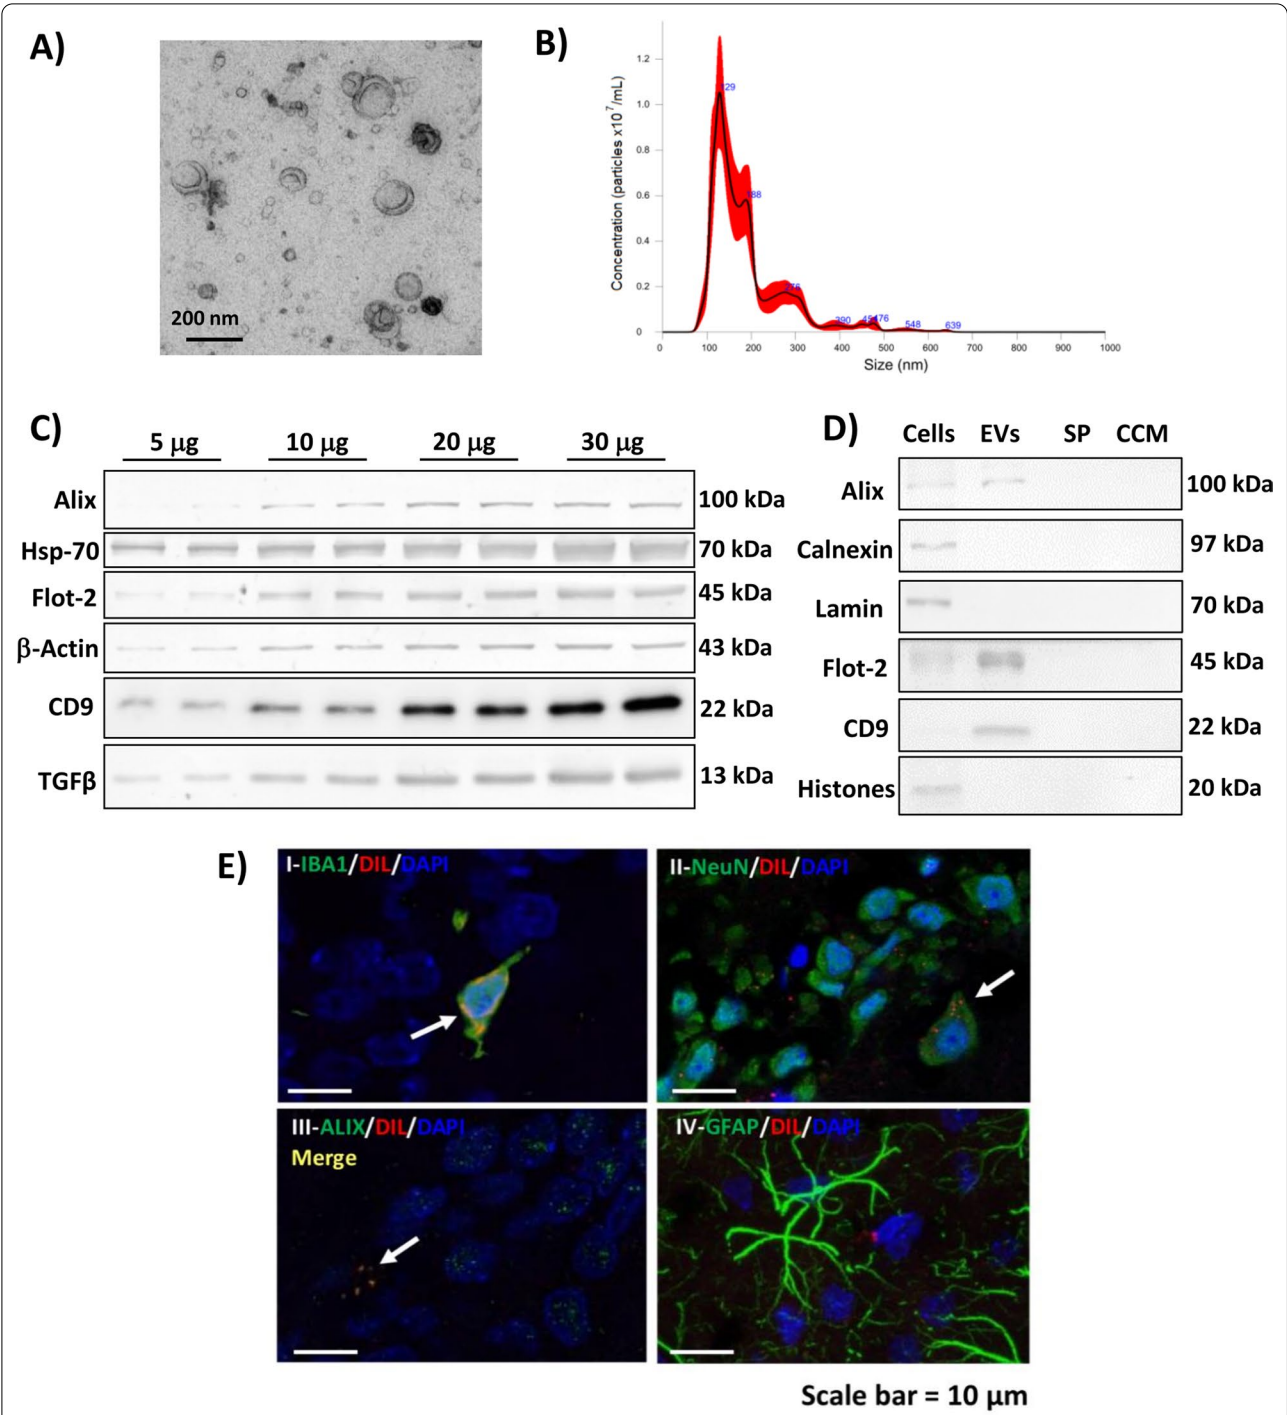 A)
200 nm
B)
Concentration (particles x10⁷/mL)
1.2
1.0
0.8
0.6
0.4
0.2
0
129
188
390
476
548
639
0 100 200 300 400 500 600 700 800 900 1000
Size (nm)
C)
5 µg 10 µg 20 µg 30 µg
Alix 100 kDa
Hsp-70 70 kDa
Flot-2 45 kDa
β-Actin 43 kDa
CD9 22 kDa
TGFβ 13 kDa
D)
Cells EVs SP CCM
Alix 100 kDa
Calnexin 97 kDa
Lamin 70 kDa
Flot-2 45 kDa
CD9 22 kDa
Histones 20 kDa
E)
I-IBA1/DIL/DAPI
II-NeuN/DIL/DAPI
III-ALIX/DIL/DAPI
Merge
IV-GFAP/DIL/DAPI
Scale bar = 10 µm